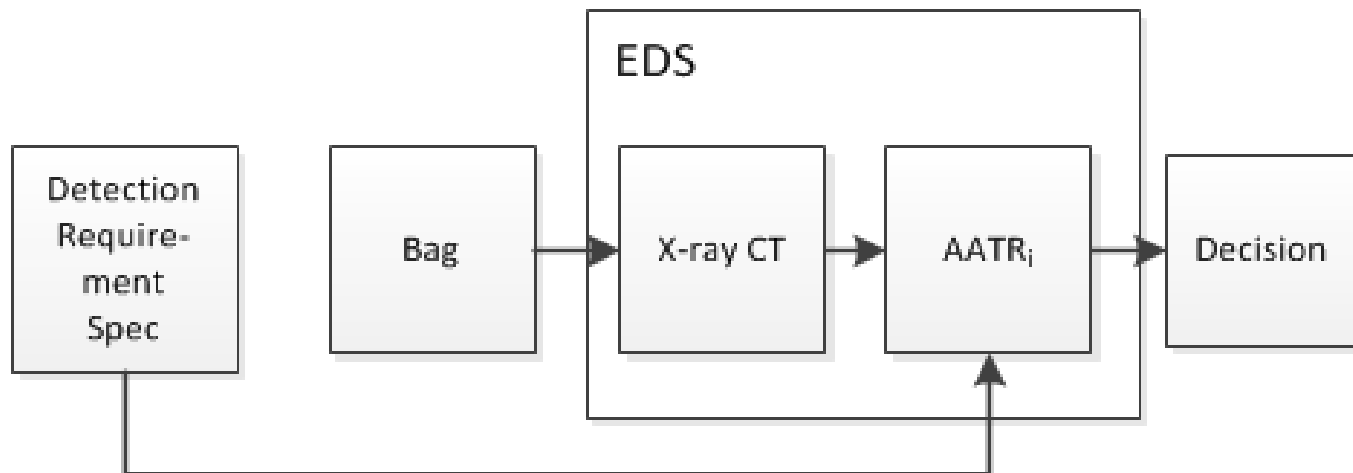 EDS
Detection
Require-
ment
Spec
Bag
X-ray CT
AATRi
Decision